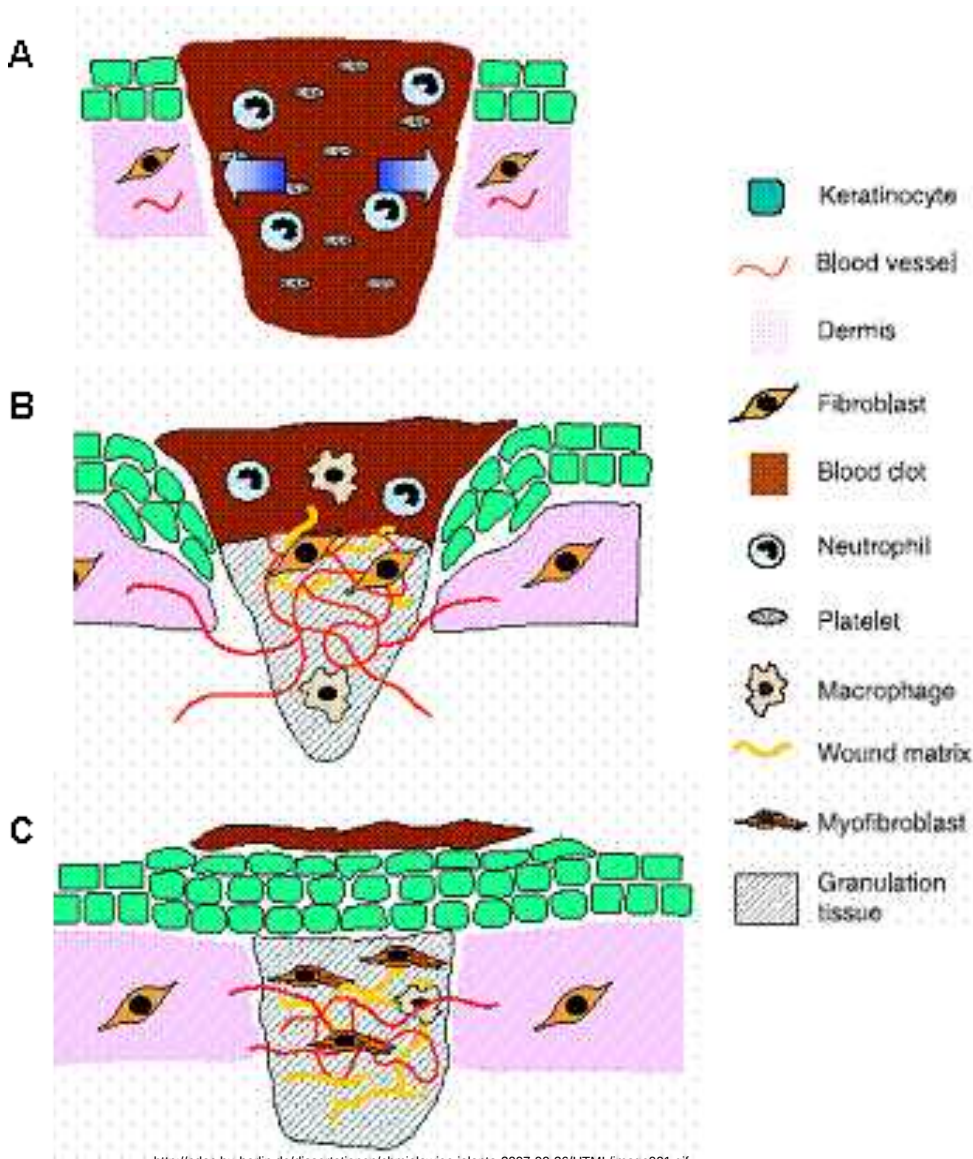 A
Keratinocyte
Blood vessel
Dermis
B
Fibroblast
Blood clot
Neutrophil
Platelet
Macrophage
Wound matrix
C
Myofibroblast
Granulation
tissue